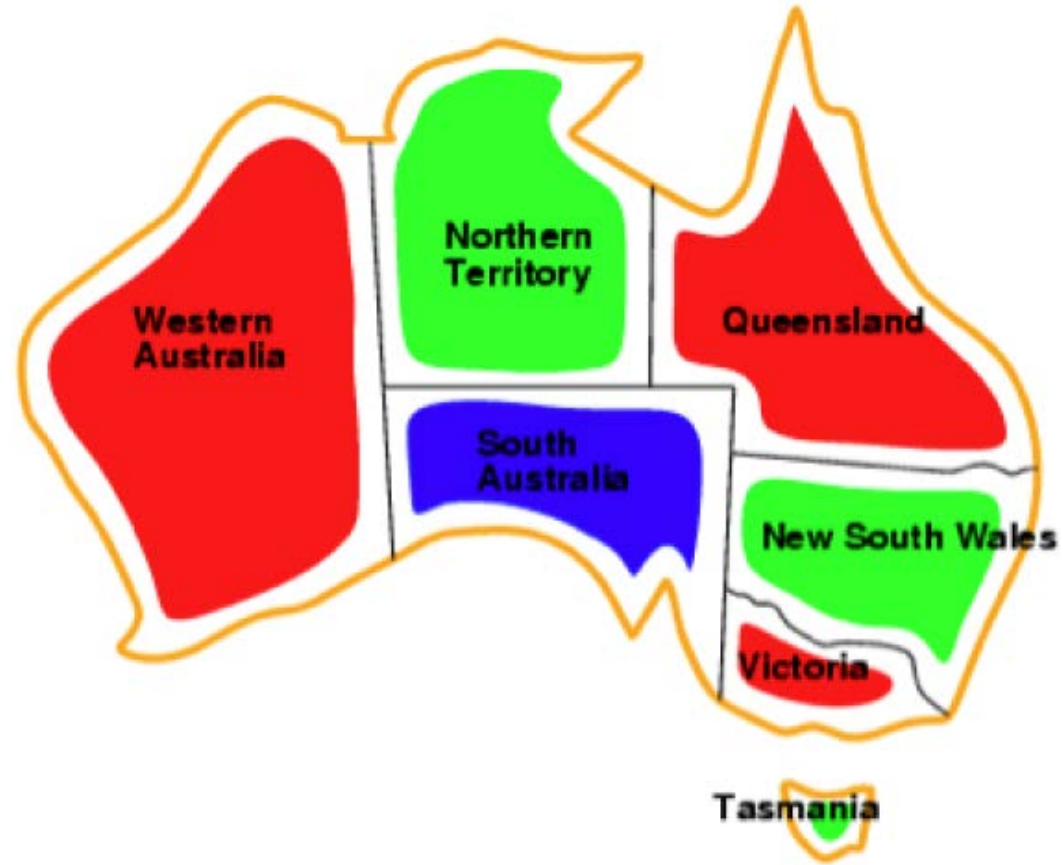 Northern
Territory
Western
Australia
Queensland
South
Australia
New South Wales
Victoria
Tasmania